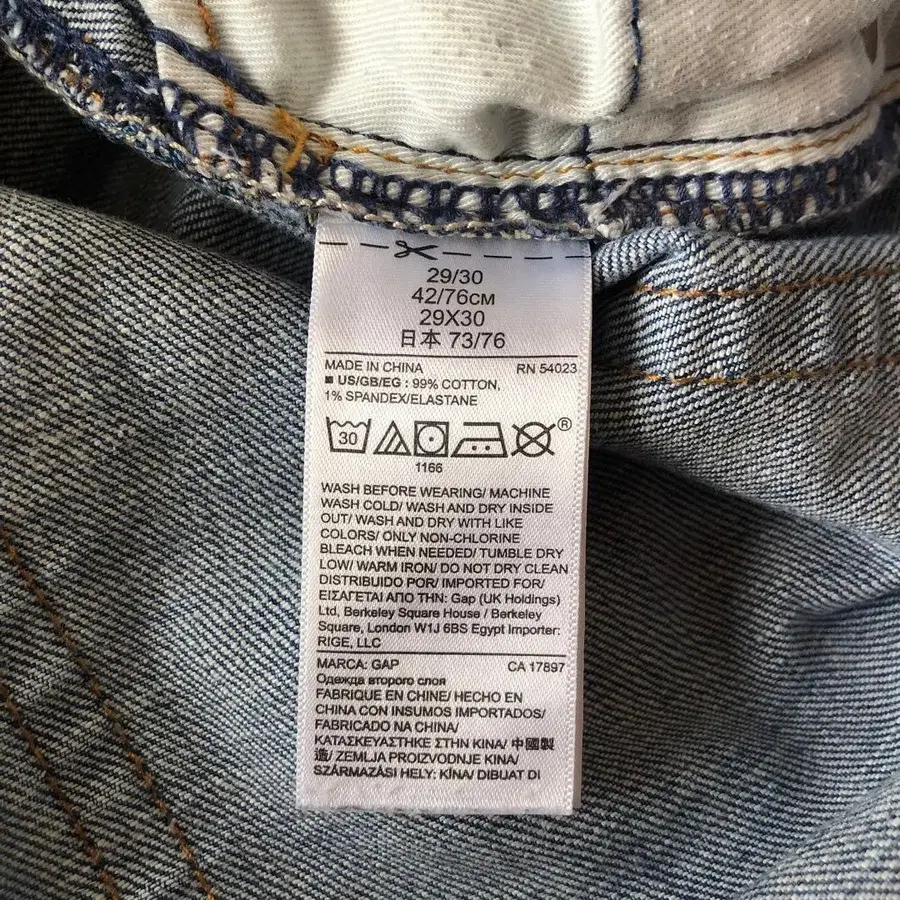 29/30
42/76см
29X30
日本 73/76
MADE IN CHINA RN 54023
■ US/GB/EG : 99% COTTON,
1% SPANDEX/ELASTANE
30 ®
1166
WASH BEFORE WEARING/ MACHINE
WASH COLD/ WASH AND DRY INSIDE
OUT/ WASH AND DRY WITH LIKE
COLORS/ ONLY NON-CHLORINE
BLEACH WHEN NEEDED/ TUMBLE DRY
LOW/ WARM IRON/ DO NOT DRY CLEAN
DISTRIBUIDO POR/ IMPORTED FOR/
ΕΙΣΑΓΕΤΑΙ ΑΠΟ ΤΗΝ: Gap (UK Holdings)
Ltd, Berkeley Square House / Berkeley
Square, London W1J 6BS Egypt Importer:
RIGE, LLC
MARCA: GAP CA 17897
Одежда второго слоя
FABRIQUE EN CHINE/ HECHO EN
CHINA CON INSUMOS IMPORTADOS/
FABRICADO NA CHINA/
ΚΑΤΑΣΚΕΥΑΣΤΗΚΕ ΣΤΗΝ ΚΙΝΑ/ 中國製
造/ ZEMLJA PROIZVODNJE KINA/
SZÁRMAZÁSI HELY: KÍNA/ DIBUAT DI